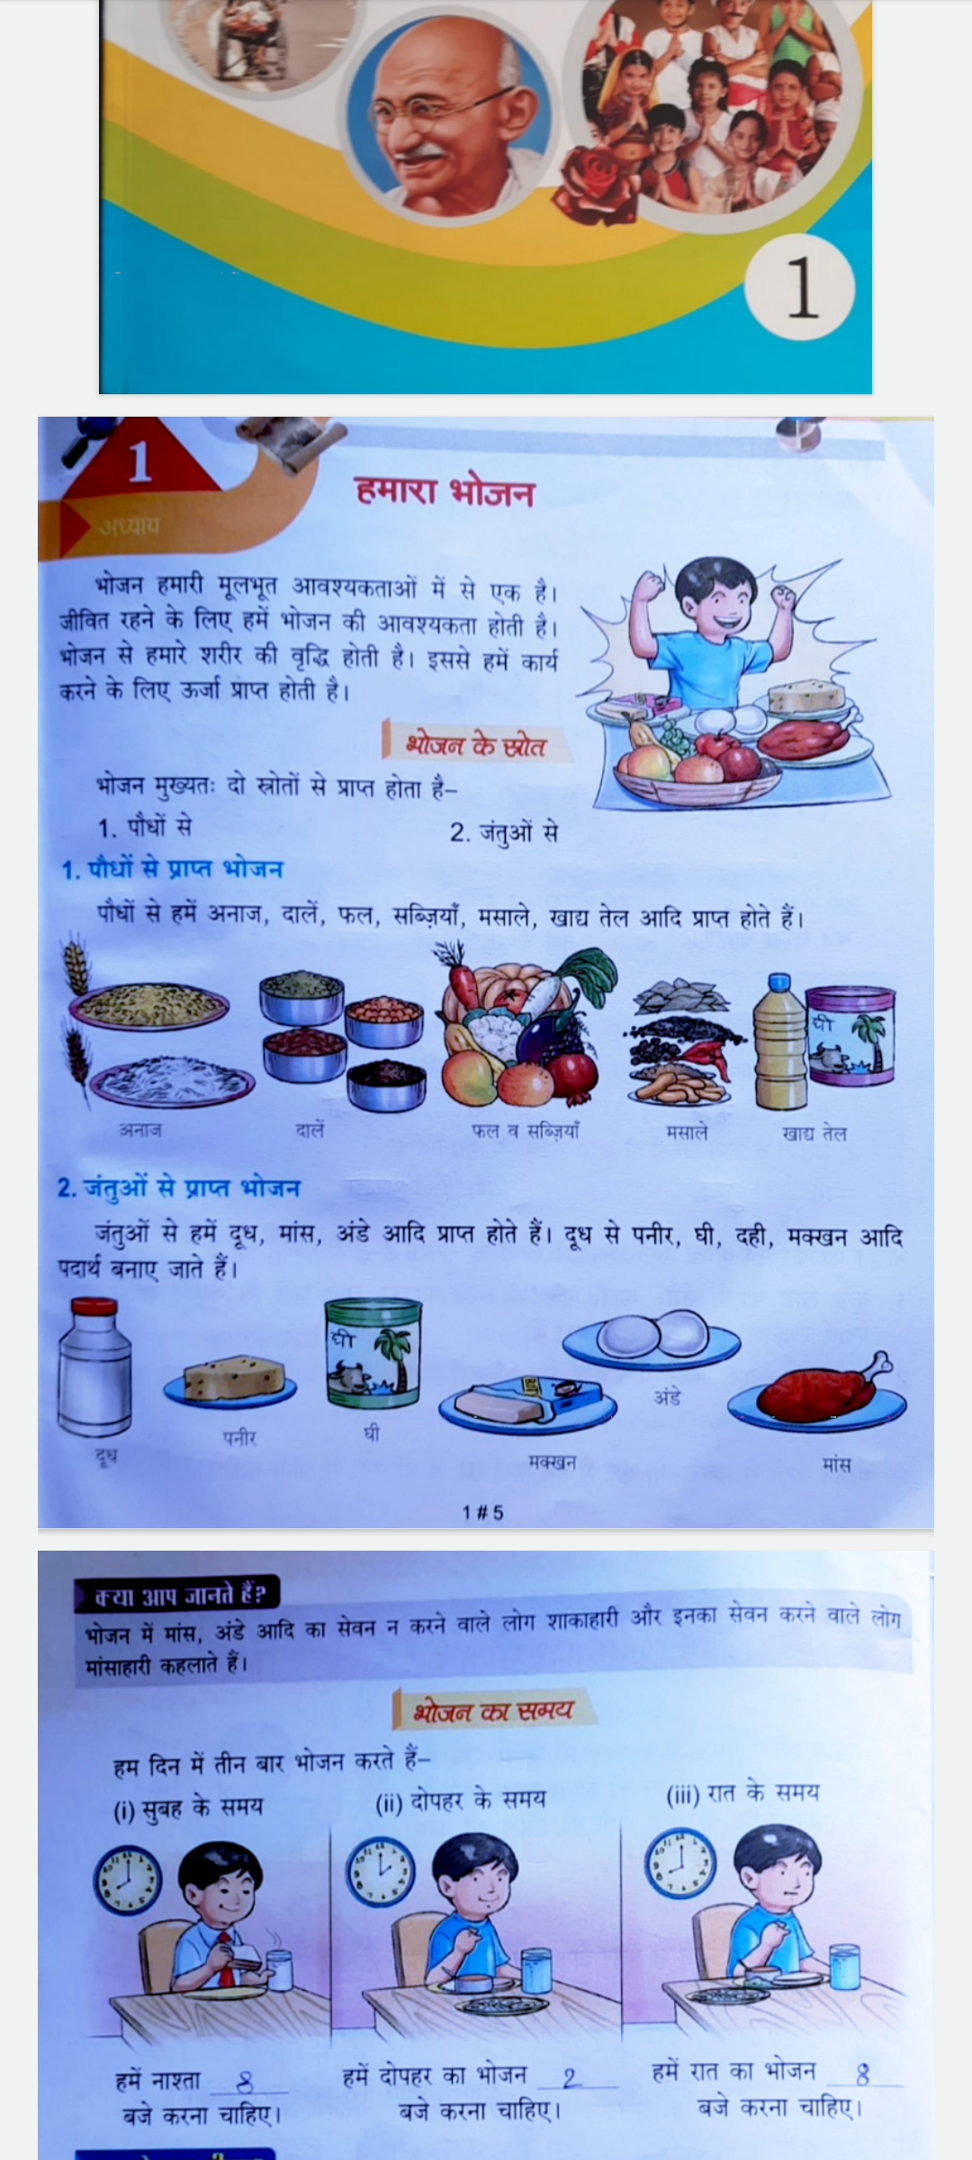 1
1
अध्याय
हमारा भोजन
भोजन हमारी मूलभूत आवश्यकताओं में से एक है।
जीवित रहने के लिए हमें भोजन की आवश्यकता होती है।
भोजन से हमारे शरीर की वृद्धि होती है। इससे हमें कार्य
करने के लिए ऊर्जा प्राप्त होती है।
भोजन के स्रोत
भोजन मुख्यतः दो स्रोतों से प्राप्त होता है–
1. पौधों से 2. जंतुओं से
1. पौधों से प्राप्त भोजन
पौधों से हमें अनाज, दालें, फल, सब्ज़ियाँ, मसाले, खाद्य तेल आदि प्राप्त होते हैं।
घी
अनाज दालें फल व सब्ज़ियाँ मसाले खाद्य तेल
2. जंतुओं से प्राप्त भोजन
जंतुओं से हमें दूध, मांस, अंडे आदि प्राप्त होते हैं। दूध से पनीर, घी, दही, मक्खन आदि
पदार्थ बनाए जाते हैं।
घी
दूध पनीर घी मक्खन अंडे मांस
1 # 5
क्या आप जानते हैं?
भोजन में मांस, अंडे आदि का सेवन न करने वाले लोग शाकाहारी और इनका सेवन करने वाले लोग
मांसाहारी कहलाते हैं।
भोजन का समय
हम दिन में तीन बार भोजन करते हैं–
(i) सुबह के समय (ii) दोपहर के समय (iii) रात के समय
हमें नाश्ता 8 हमें दोपहर का भोजन 2 हमें रात का भोजन 8
बजे करना चाहिए। बजे करना चाहिए। बजे करना चाहिए।